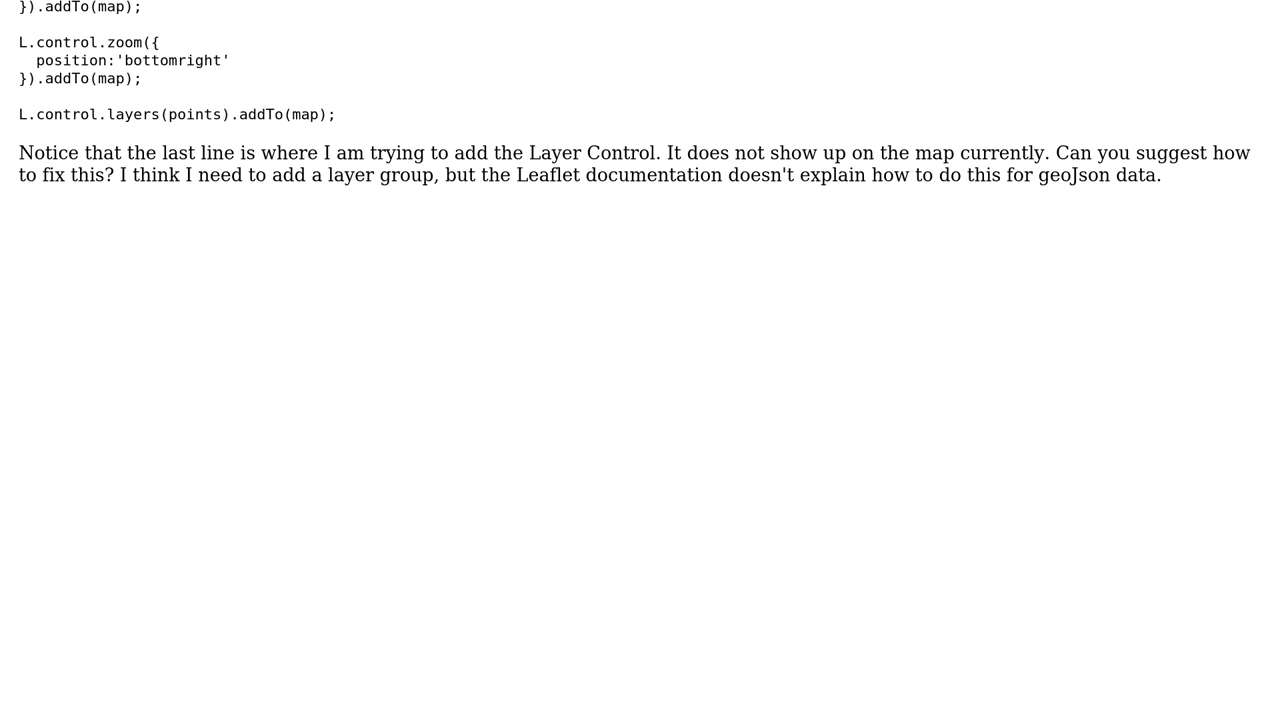 }).addTo(map);
L.control.zoom({
  position:'bottomright'
}).addTo(map);
L.control.layers(points).addTo(map);
Notice that the last line is where I am trying to add the Layer Control. It does not show up on the map currently. Can you suggest how
to fix this? I think I need to add a layer group, but the Leaflet documentation doesn't explain how to do this for geoJson data.